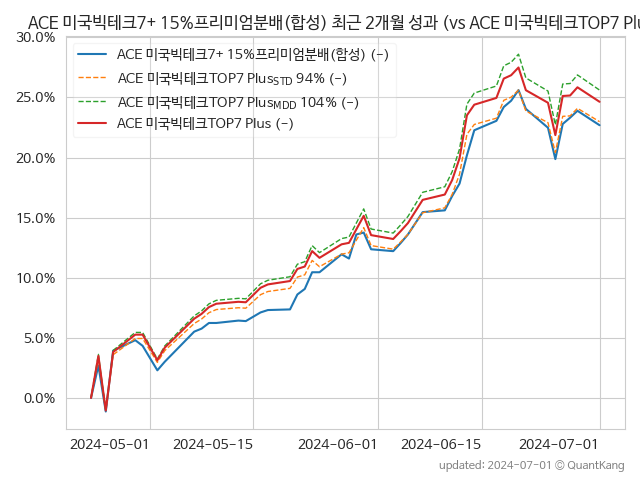 ACE 미국빅테크7+ 15%프리미엄분배(합성) 최근 2개월 성과 (vs ACE 미국빅테크TOP7 Plu
30.0%
25.0%
20.0%
15.0%
10.0%
5.0%
0.0%
ACE 미국빅테크7+ 15%프리미엄분배(합성) (-)
ACE 미국빅테크TOP7 PlusSTD 94% (-)
ACE 미국빅테크TOP7 PlusMDD 104% (-)
ACE 미국빅테크TOP7 Plus (-)
2024-05-01 2024-05-15 2024-06-01 2024-06-15 2024-07-01
updated: 2024-07-01 © QuantKang